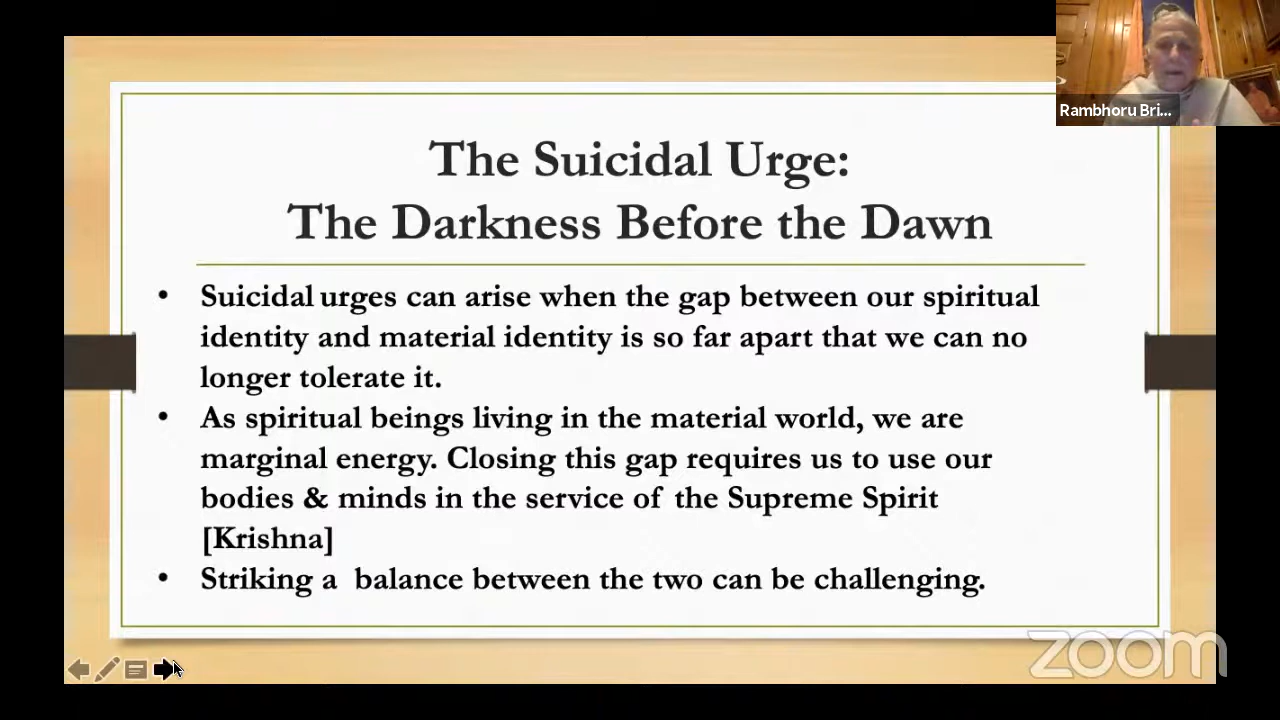 Rambhoru Bri...
The Suicidal Urge:
The Darkness Before the Dawn
• Suicidal urges can arise when the gap between our spiritual
identity and material identity is so far apart that we can no
longer tolerate it.
• As spiritual beings living in the material world, we are
marginal energy. Closing this gap requires us to use our
bodies & minds in the service of the Supreme Spirit
[Krishna]
• Striking a balance between the two can be challenging.
zoom